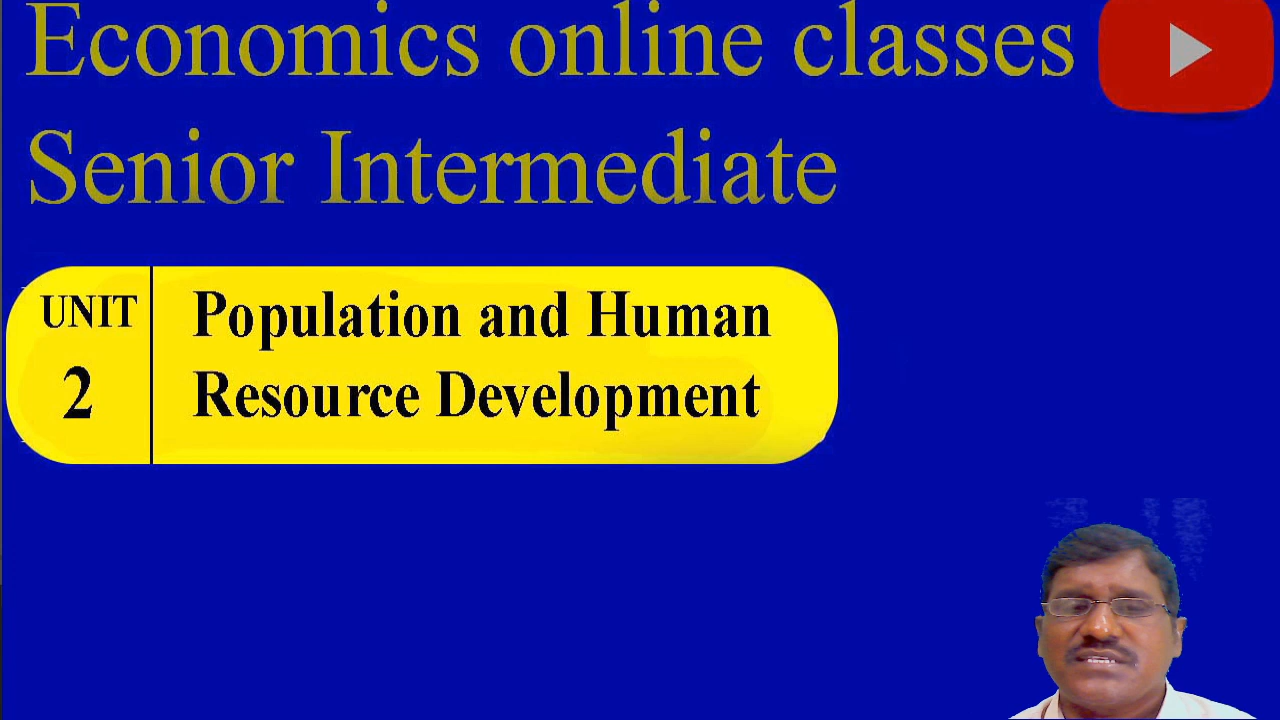 Economics online classes
Senior Intermediate
UNIT
2
Population and Human
Resource Development